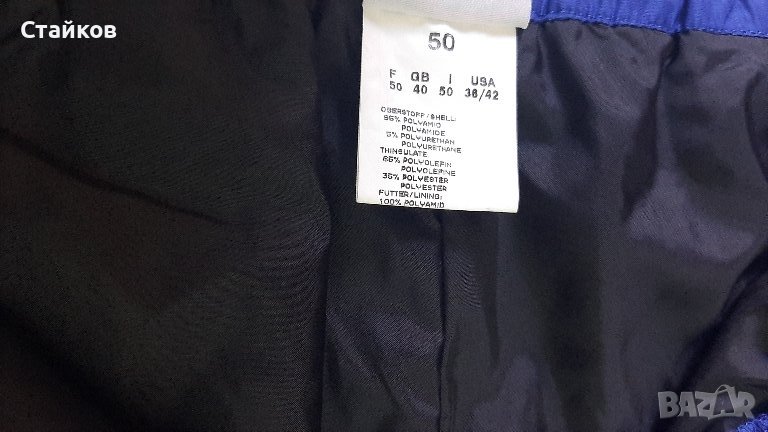 Стайков
50
F GB I USA
50 40 50 38/42
OBERSTOFF/SHELL:
95% POLYAMID
POLYAMIDE
5% POLYURETHAN
POLYURETHANE
THINSULATE:
65% POLYOLEFIN
POLYOLEFINE
35% POLYESTER
POLYESTER
FUTTER/LINING:
100% POLYAMID
BAZAR